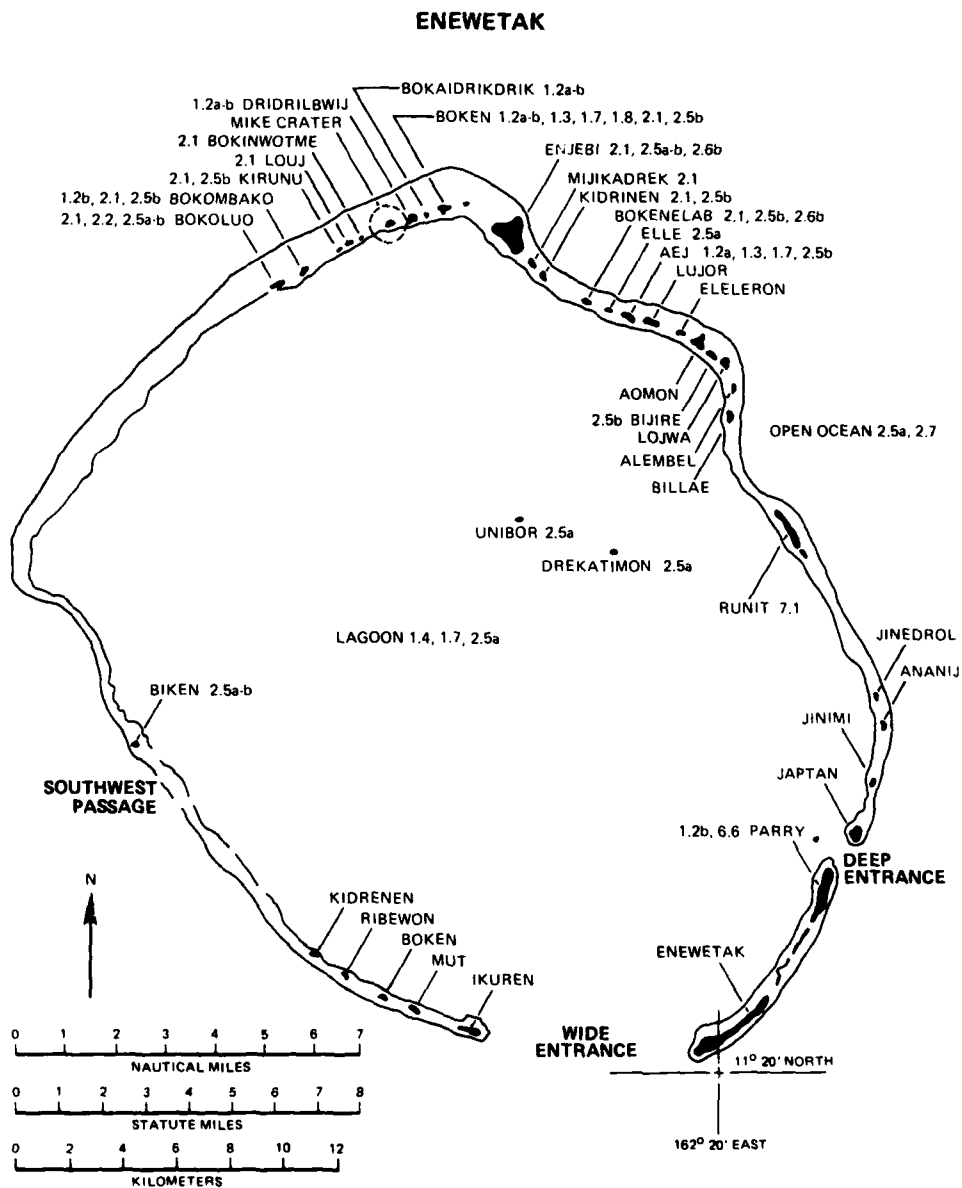 ENEWETAK
BOKAIDRIKDRIK 1.2a-b
1.2a-b DRIDRILBWIJ
BOKEN 1.2a-b, 1.3, 1.7, 1.8, 2.1, 2.5b
MIKE CRATER
2.1 BOKINWOTME
ENJEBI 2.1, 2.5a-b, 2.6b
2.1 LOUJ
MIJIKADREK 2.1
2.1, 2.5b KIRUNU
KIDRINEN 2.1, 2.5b
1.2b, 2.1, 2.5b BOKOMBAKO
BOKENELAB 2.1, 2.5b, 2.6b
2.1, 2.2, 2.5a-b BOKOLUO
ELLE 2.5a
AEJ 1.2a, 1.3, 1.7, 2.5b
LUJOR
ELELERON
AOMON
2.5b BIJIRE
LOJWA
OPEN OCEAN 2.5a, 2.7
ALEMBEL
BILLAE
UNIBOR 2.5a
DREKATIMON 2.5a
RUNIT 7.1
LAGOON 1.4, 1.7, 2.5a
JINEDROL
ANANIJ
BIKEN 2.5a-b
JINIMI
JAPTAN
SOUTHWEST
PASSAGE
1.2b, 6.6 PARRY
DEEP
ENTRANCE
N
KIDRENEN
RIBEWON
BOKEN
MUT
IKUREN
ENEWETAK
WIDE
ENTRANCE
0 1 2 3 4 5 6 7
NAUTICAL MILES
11° 20' NORTH
0 1 2 3 4 5 6 7 8
STATUTE MILES
162° 20' EAST
0 2 4 6 8 10 12
KILOMETERS